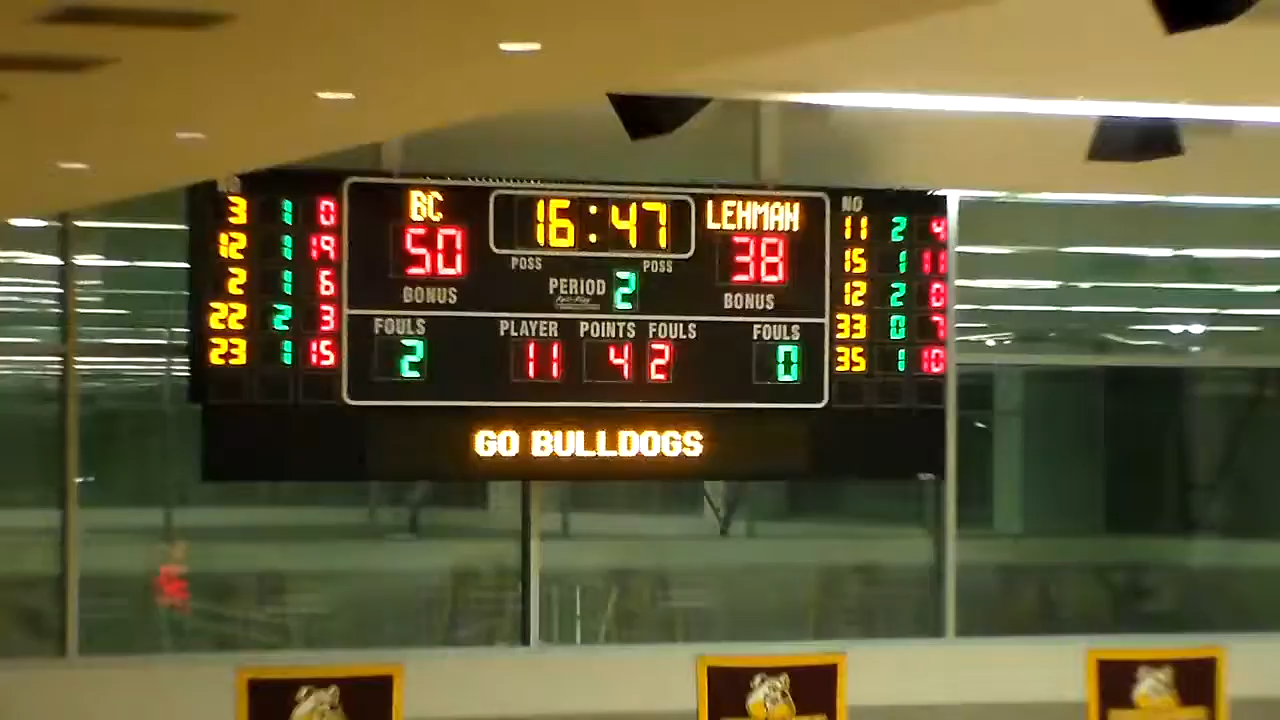 BC 16:47 LEHMAN
50 38
POSS POSS
BONUS PERIOD 2 BONUS
FOULS PLAYER POINTS FOULS FOULS
2 11 4 2 0
3 1 0
12 1 19
2 1 6
22 2 3
23 1 15
NO
11 2 4
15 1 11
12 2 0
33 0 7
35 1 10
GO BULLDOGS